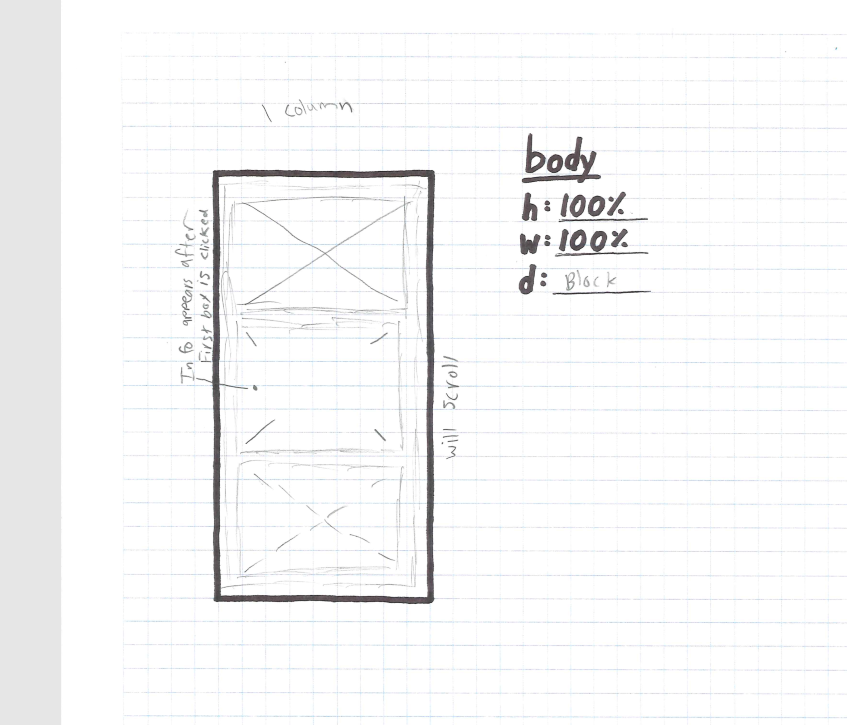 1 column
Info appears after
First box is clicked
will scroll
body
h: 100%
w: 100%
d: Block